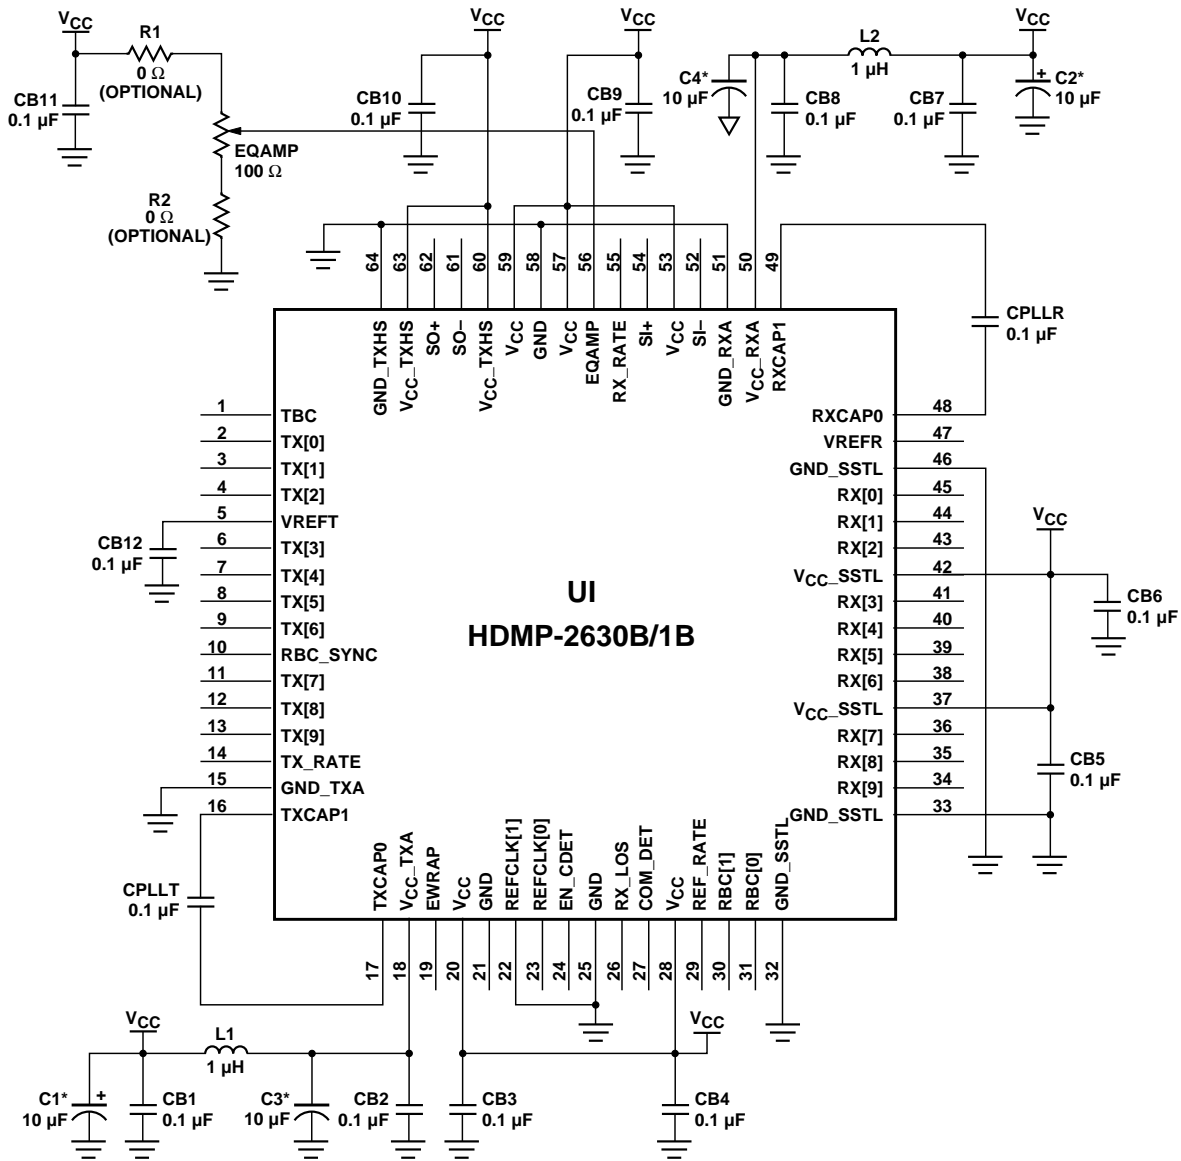 VCC
R1
0 Ω
(OPTIONAL)
CB11
0.1 µF
EQAMP
100 Ω
R2
0 Ω
(OPTIONAL)
VCC
CB10
0.1 µF
VCC
CB9
0.1 µF
C4*
10 µF
L2
1 µH
CB8
0.1 µF
CB7
0.1 µF
VCC
+
C2*
10 µF
64
63
62
61
60
59
58
57
56
55
54
53
52
51
50
49
GND_TXHS
VCC_TXHS
SO+
SO–
VCC_TXHS
VCC
GND
VCC
EQAMP
RX_RATE
SI+
VCC
SI–
GND_RXA
VCC_RXA
RXCAP1
CPLLR
0.1 µF
1 TBC
2 TX[0]
3 TX[1]
4 TX[2]
5 VREFT
6 TX[3]
7 TX[4]
8 TX[5]
9 TX[6]
10 RBC_SYNC
11 TX[7]
12 TX[8]
13 TX[9]
14 TX_RATE
15 GND_TXA
16 TXCAP1
CB12
0.1 µF
UI
HDMP-2630B/1B
RXCAP0 48
VREFR 47
GND_SSTL 46
RX[0] 45
RX[1] 44
RX[2] 43
VCC_SSTL 42
RX[3] 41
RX[4] 40
RX[5] 39
RX[6] 38
VCC_SSTL 37
RX[7] 36
RX[8] 35
RX[9] 34
GND_SSTL 33
VCC
CB6
0.1 µF
CB5
0.1 µF
CPLLT
0.1 µF
TXCAP0
VCC_TXA
EWRAP
VCC
GND
REFCLK[1]
REFCLK[0]
EN_CDET
GND
RX_LOS
COM_DET
VCC
REF_RATE
RBC[1]
RBC[0]
GND_SSTL
17
18
19
20
21
22
23
24
25
26
27
28
29
30
31
32
VCC
L1
1 µH
C1*
10 µF
+
CB1
0.1 µF
C3*
10 µF
CB2
0.1 µF
CB3
0.1 µF
VCC
CB4
0.1 µF